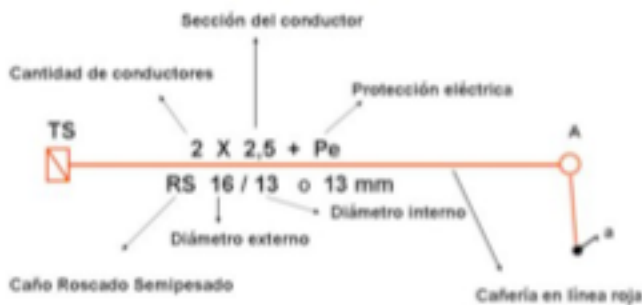 Sección del conductor
Cantidad de conductores
Protección eléctrica
TS
2 X 2,5 + Pe
A
RS 16 / 13 o 13 mm
Diámetro interno
a
Diámetro externo
Caño Roscado Semipesado
Cañería en línea roja